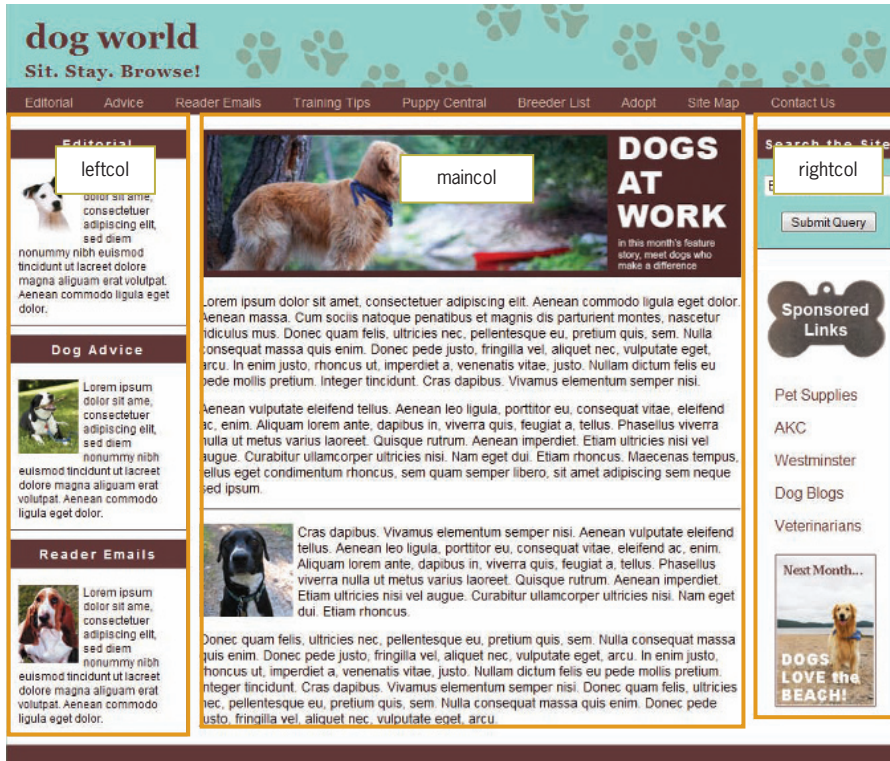 dog world
Sit. Stay. Browse!
Editorial Advice Reader Emails Training Tips Puppy Central Breeder List Adopt Site Map Contact Us
leftcol
dolor sit ame,
consectetuer
adipiscing elit,
sed diem
nonummy nibh euismod
tincidunt ut lacreet dolore
magna aliguam erat volutpat.
Aenean commodo ligula eget
dolor.
Dog Advice
Lorem ipsum
dolor sit ame,
consectetuer
adipiscing elit,
sed diem
nonummy nibh
euismod tincidunt ut lacreet
dolore magna aliguam erat
volutpat. Aenean commodo
ligula eget dolor.
Reader Emails
Lorem ipsum
dolor sit ame,
consectetuer
adipiscing elit,
sed diem
nonummy nibh
euismod tincidunt ut lacreet
dolore magna aliguam erat
volutpat. Aenean commodo
ligula eget dolor.
maincol
DOGS
AT
WORK
in this month's feature
story, meet dogs who
make a difference
Lorem ipsum dolor sit amet, consectetuer adipiscing elit. Aenean commodo ligula eget dolor.
Aenean massa. Cum sociis natoque penatibus et magnis dis parturient montes, nascetur
ridiculus mus. Donec quam felis, ultricies nec, pellentesque eu, pretium quis, sem. Nulla
consequat massa quis enim. Donec pede justo, fringilla vel, aliquet nec, vulputate eget,
arcu. In enim justo, rhoncus ut, imperdiet a, venenatis vitae, justo. Nullam dictum felis eu
pede mollis pretium. Integer tincidunt. Cras dapibus. Vivamus elementum semper nisi.
Aenean vulputate eleifend tellus. Aenean leo ligula, porttitor eu, consequat vitae, eleifend
ac, enim. Aliquam lorem ante, dapibus in, viverra quis, feugiat a, tellus. Phasellus viverra
nulla ut metus varius laoreet. Quisque rutrum. Aenean imperdiet. Etiam ultricies nisi vel
augue. Curabitur ullamcorper ultricies nisi. Nam eget dui. Etiam rhoncus. Maecenas tempus,
tellus eget condimentum rhoncus, sem quam semper libero, sit amet adipiscing sem neque
sed ipsum.
Cras dapibus. Vivamus elementum semper nisi. Aenean vulputate eleifend
tellus. Aenean leo ligula, porttitor eu, consequat vitae, eleifend ac, enim.
Aliquam lorem ante, dapibus in, viverra quis, feugiat a, tellus. Phasellus
viverra nulla ut metus varius laoreet. Quisque rutrum. Aenean imperdiet.
Etiam ultricies nisi vel augue. Curabitur ullamcorper ultricies nisi. Nam eget
dui. Etiam rhoncus.
Donec quam felis, ultricies nec, pellentesque eu, pretium quis, sem. Nulla consequat massa
quis enim. Donec pede justo, fringilla vel, aliquet nec, vulputate eget, arcu. In enim justo,
rhoncus ut, imperdiet a, venenatis vitae, justo. Nullam dictum felis eu pede mollis pretium.
Integer tincidunt. Cras dapibus. Vivamus elementum semper nisi. Donec quam felis, ultricies
nec, pellentesque eu, pretium quis, sem. Nulla consequat massa quis enim. Donec pede
justo, fringilla vel, aliquet nec, vulputate eget, arcu.
Search the Site
rightcol
Submit Query
Sponsored
Links
Pet Supplies
AKC
Westminster
Dog Blogs
Veterinarians
Next Month...
DOGS
LOVE the
BEACH!